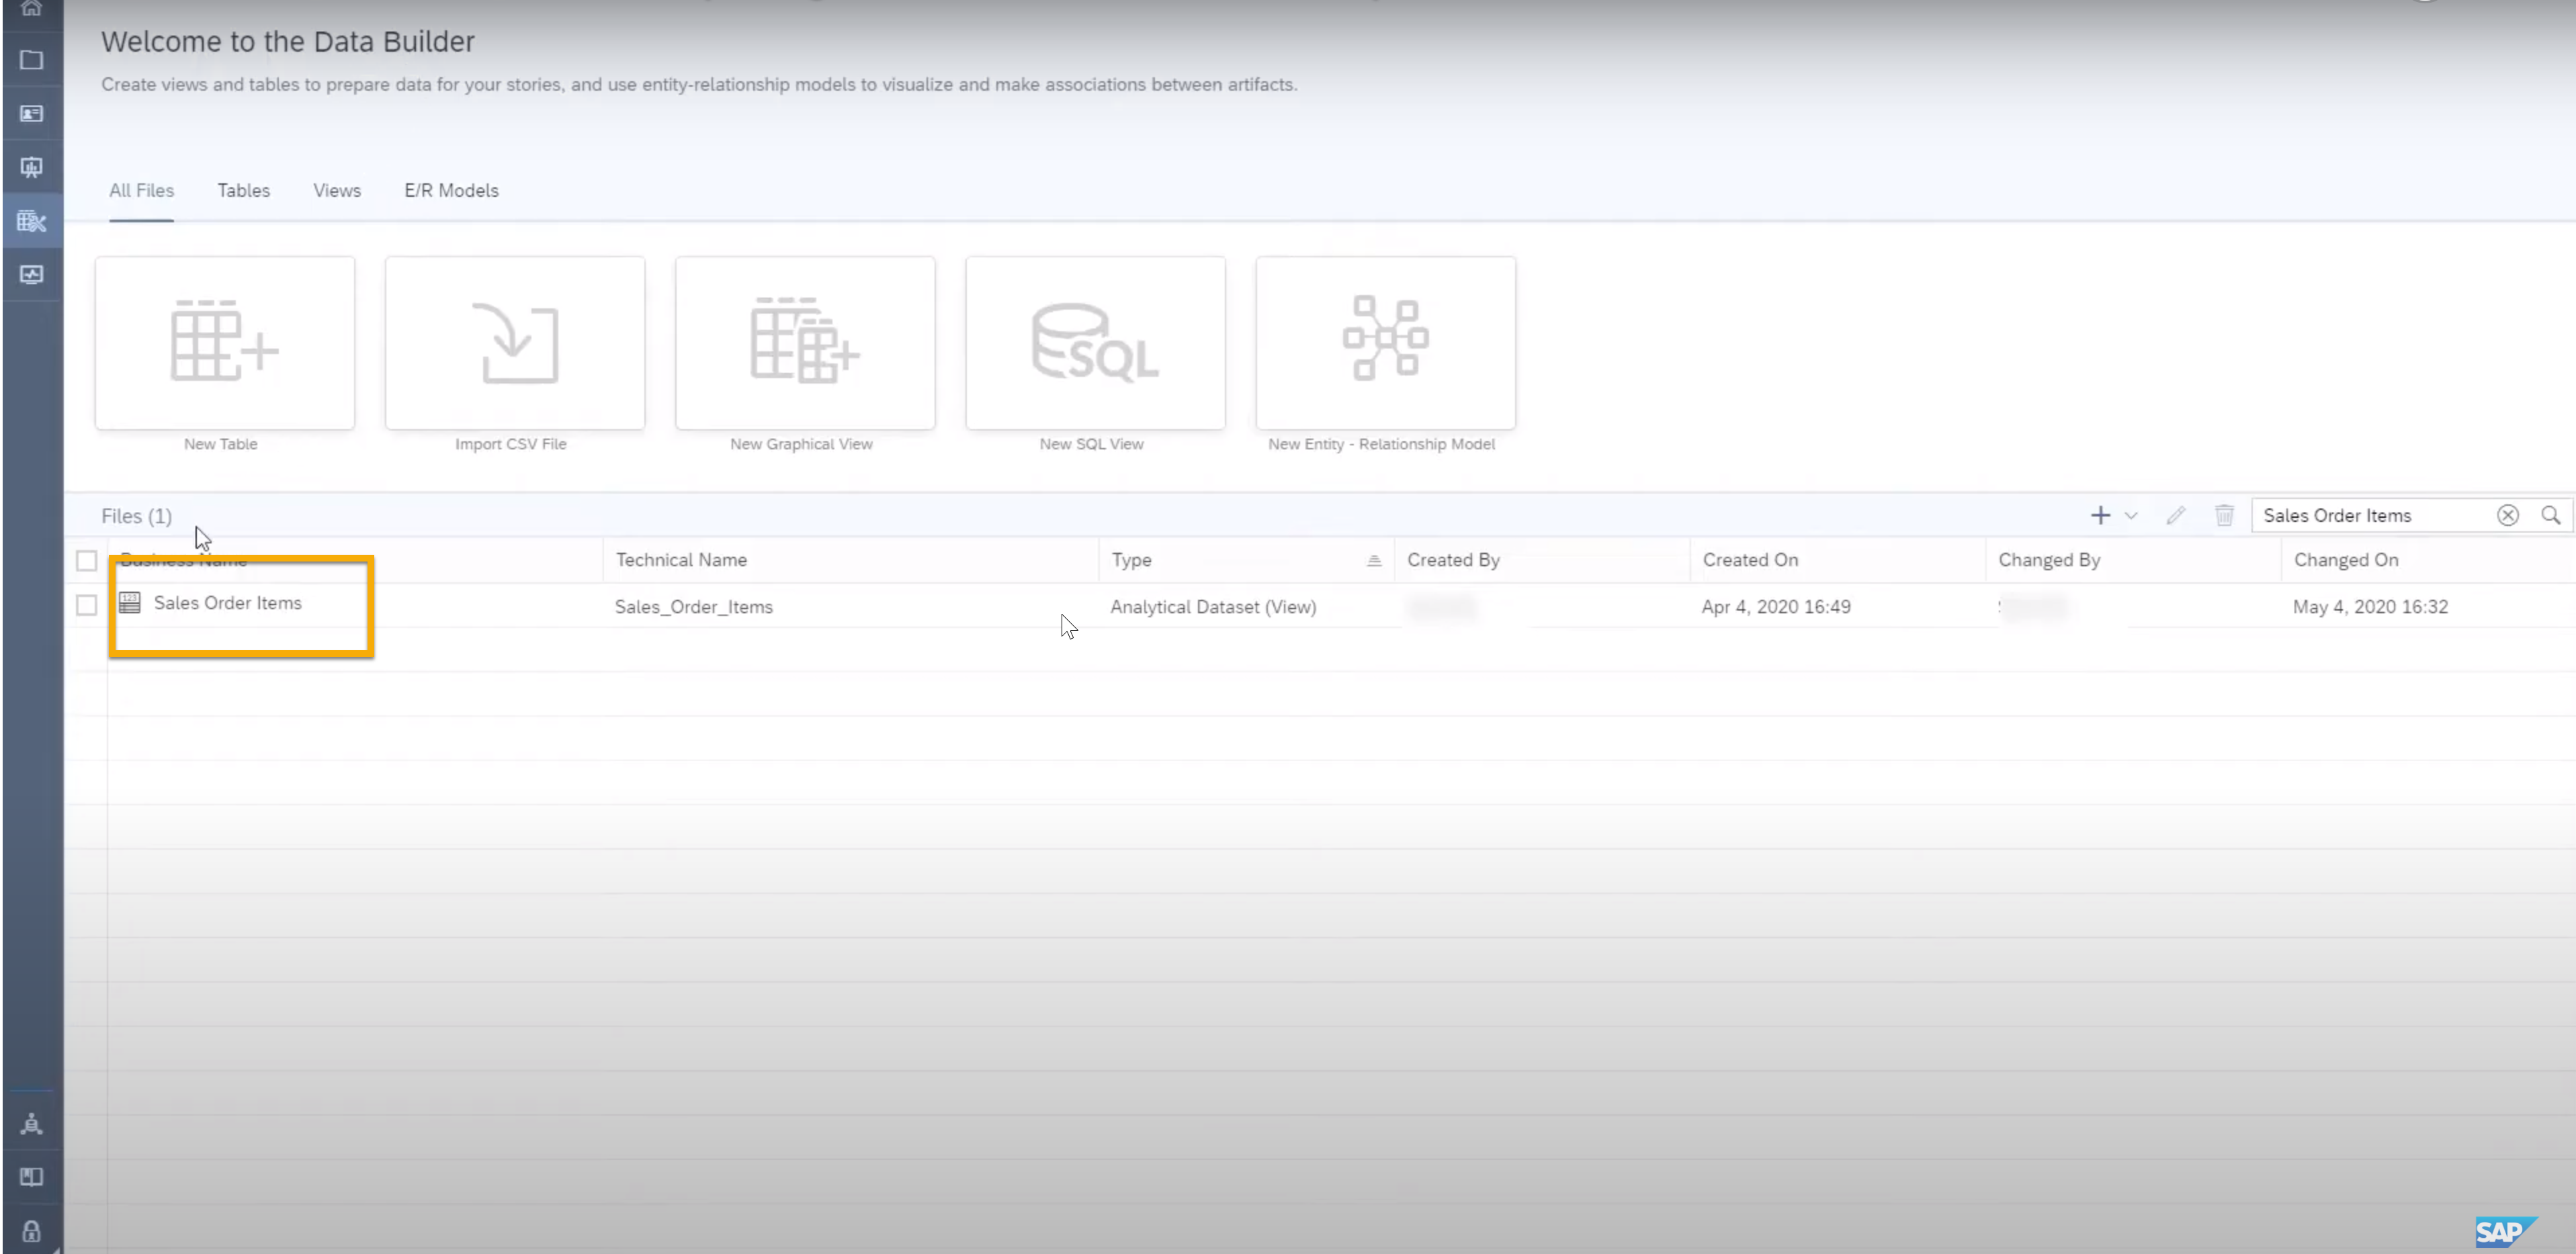 Welcome to the Data Builder
Create views and tables to prepare data for your stories, and use entity-relationship models to visualize and make associations between artifacts.
All Files Tables Views E/R Models
SQL
New Table Import CSV File New Graphical View New SQL View New Entity - Relationship Model
Files (1) Sales Order Items
Business Name Technical Name Type Created By Created On Changed By Changed On
123 Sales Order Items Sales_Order_Items Analytical Dataset (View) Apr 4, 2020 16:49 May 4, 2020 16:32
SAP